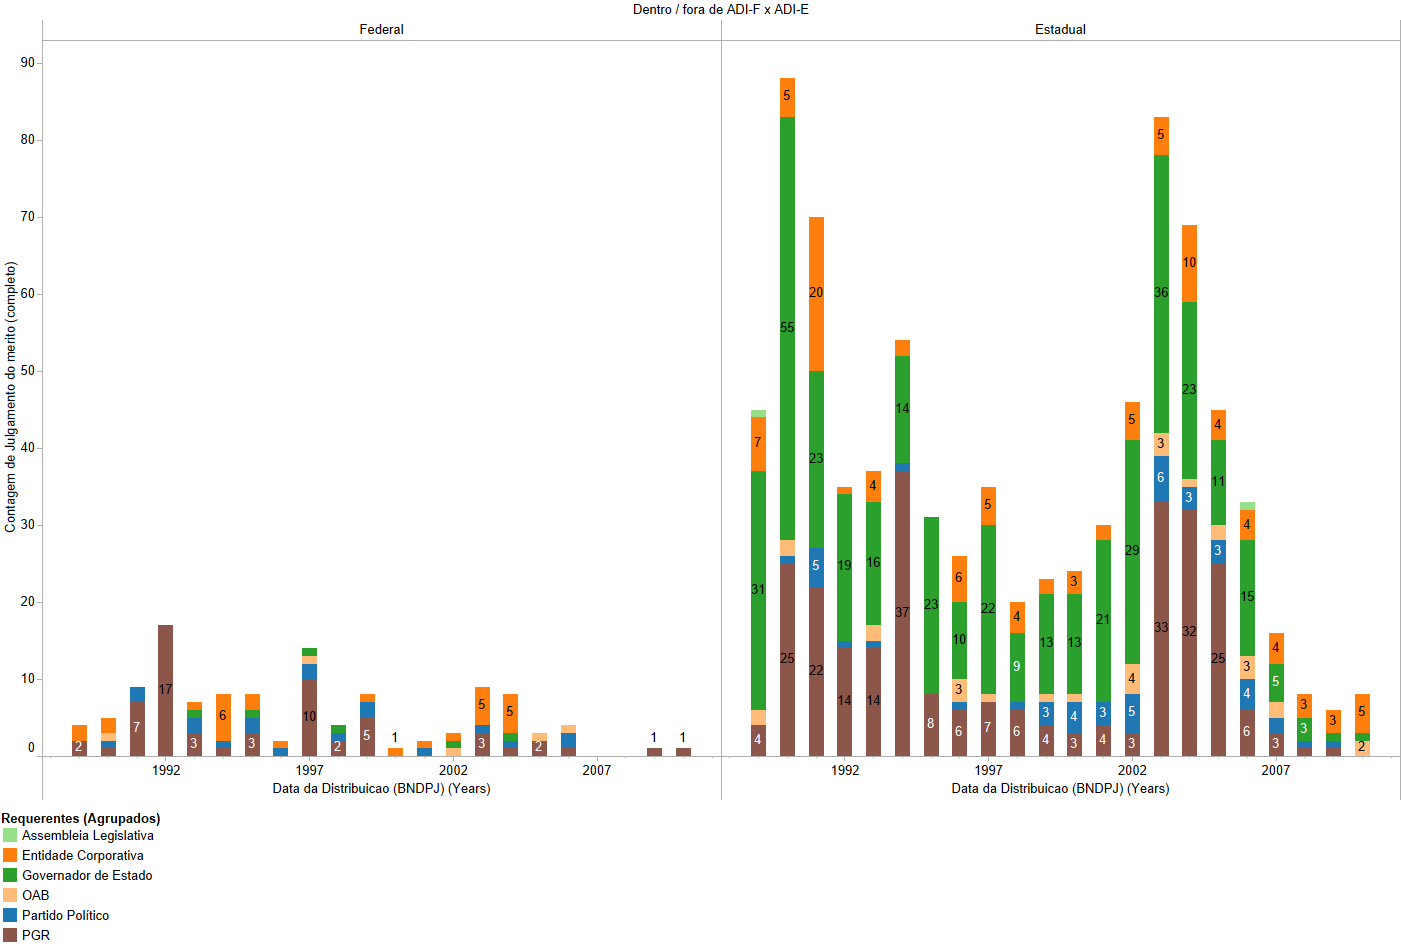 Dentro / fora de ADI-F x ADI-E
Federal Estadual
Contagem de Julgamento do merito (completo)
90
80
70
60
50
40
30
20
10
0
2 7 17 3 6 3 10 2 5 1 3 5 5 2 1 1
4 31 7
25 55 5
22 5 23 20
14 19
14 16 4
37 14
8 23
6 3 10 6
7 22 5
6 9 4
4 3 13
3 4 13 3
4 3 21
3 5 4 29 5
33 6 3 36 5
32 3 23 10
25 3 11 4
6 4 3 15 4
3 5 4
3 3
3
2 5
1992 1997 2002 2007 1992 1997 2002 2007
Data da Distribuicao (BNDPJ) (Years) Data da Distribuicao (BNDPJ) (Years)
Requerentes (Agrupados)
Assembleia Legislativa
Entidade Corporativa
Governador de Estado
OAB
Partido Político
PGR